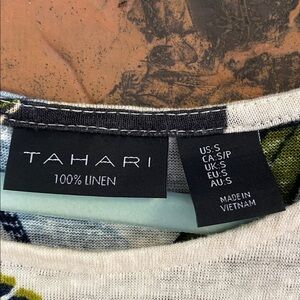 TAHARI
100% LINEN
US:S
CA:S/P
UK:S
EU:S
AU:S
MADE IN
VIETNAM